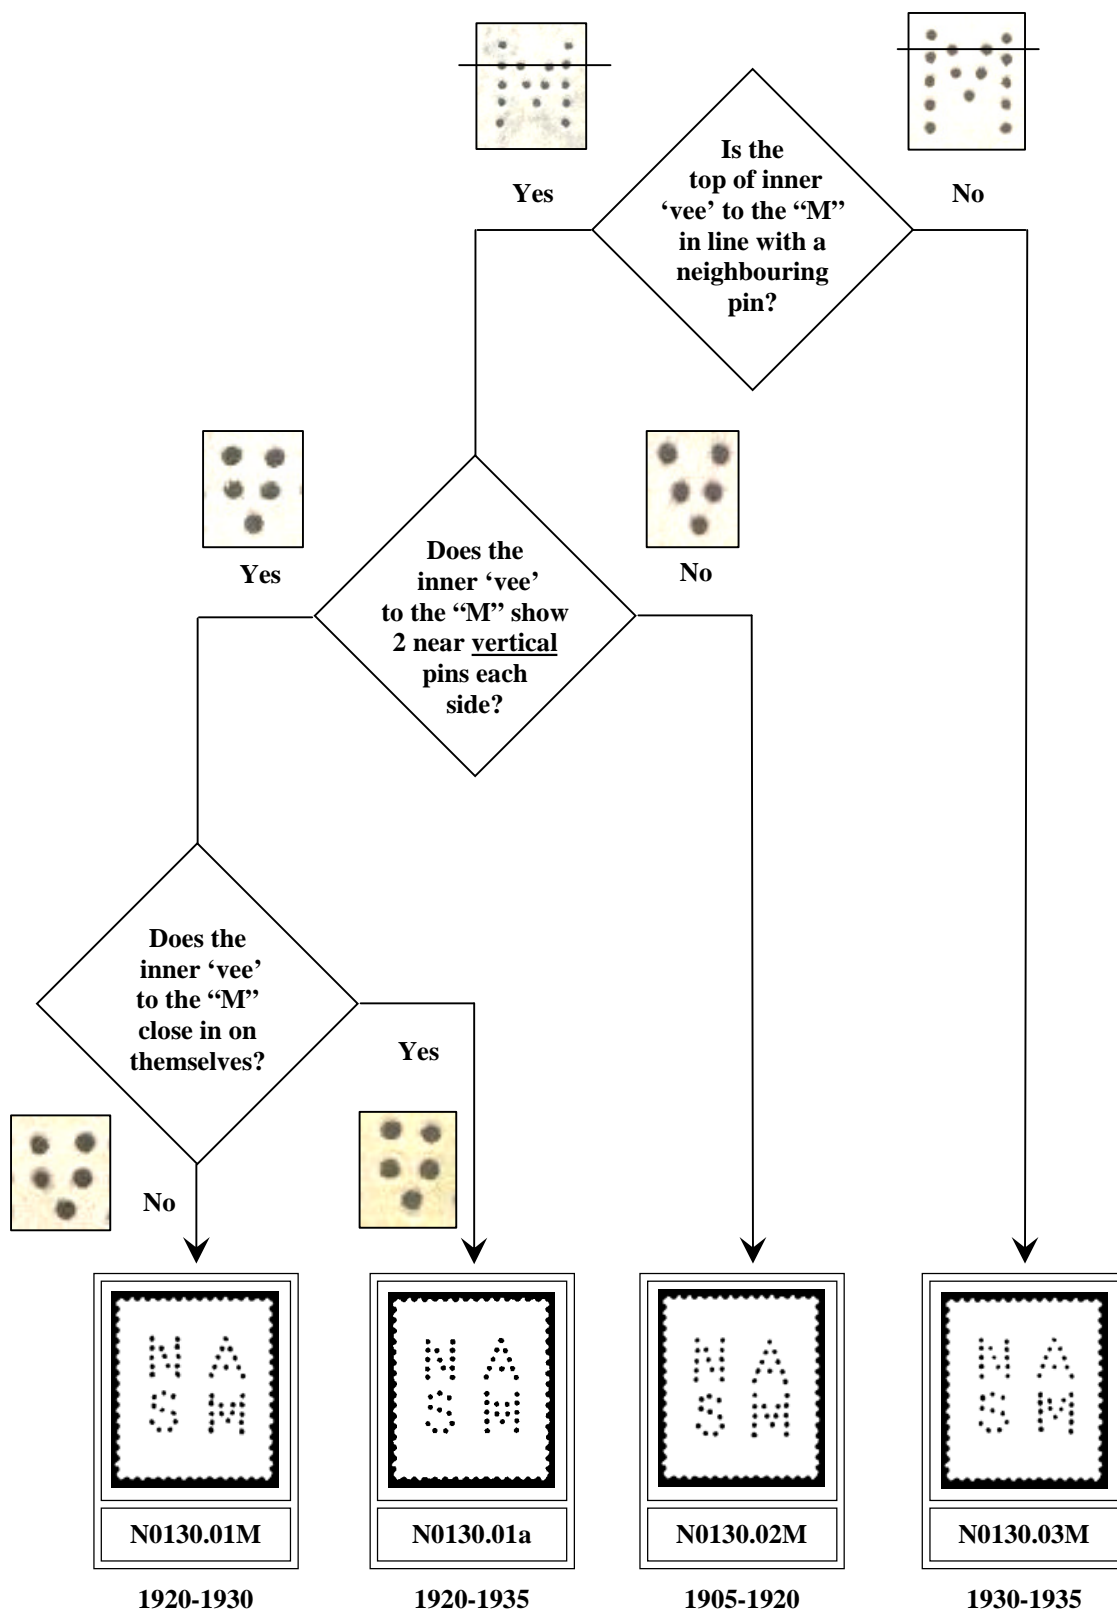 Is the
top of inner
‘vee’ to the “M”
in line with a
neighbouring
pin?
Yes
No
Does the
inner ‘vee’
to the “M” show
2 near vertical
pins each
side?
Yes
No
Does the
inner ‘vee’
to the “M”
close in on
themselves?
Yes
No
N A
S M
N A
S M
N A
S M
N A
S M
N0130.01M
N0130.01a
N0130.02M
N0130.03M
1920-1930
1920-1935
1905-1920
1930-1935